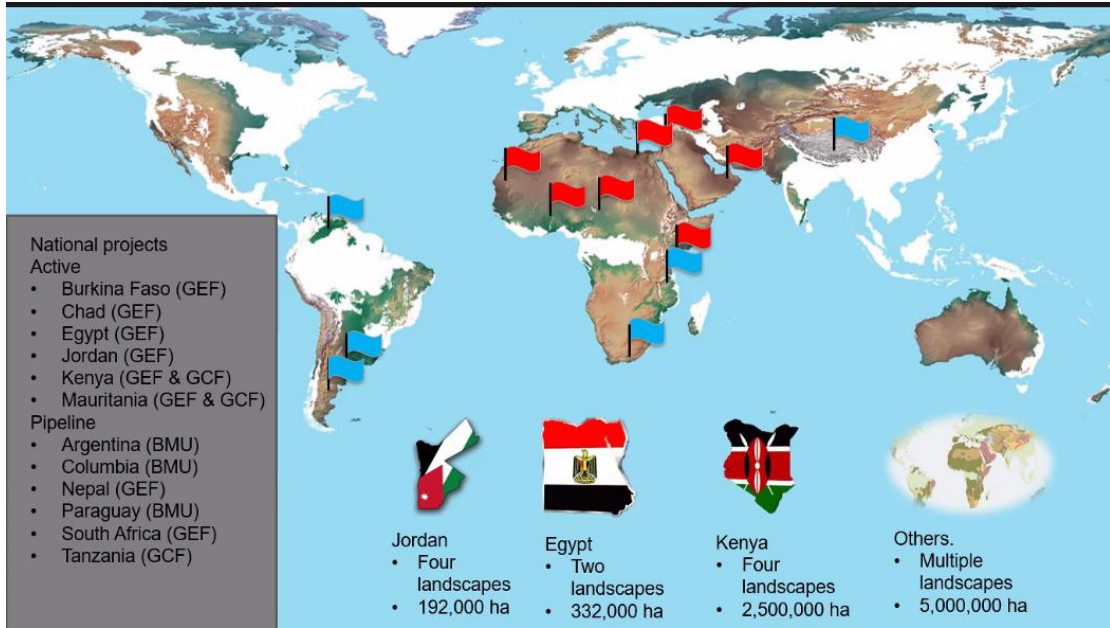 National projects
Active
• Burkina Faso (GEF)
• Chad (GEF)
• Egypt (GEF)
• Jordan (GEF)
• Kenya (GEF & GCF)
• Mauritania (GEF & GCF)
Pipeline
• Argentina (BMU)
• Columbia (BMU)
• Nepal (GEF)
• Paraguay (BMU)
• South Africa (GEF)
• Tanzania (GCF)
Jordan
• Four
landscapes
• 192,000 ha
Egypt
• Two
landscapes
• 332,000 ha
Kenya
• Four
landscapes
• 2,500,000 ha
Others.
• Multiple
landscapes
• 5,000,000 ha